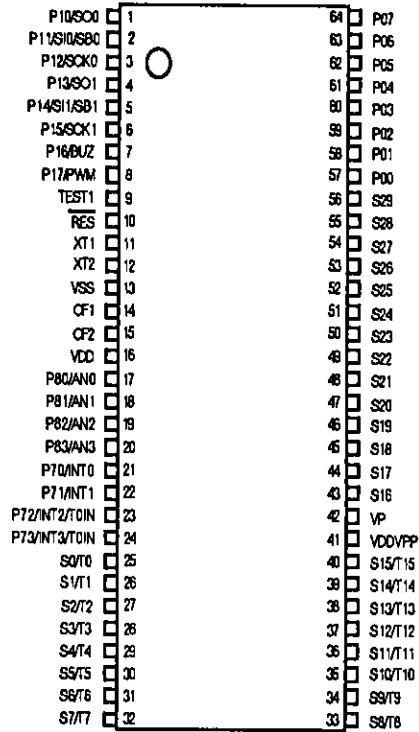 P10/SO0 1 64 P07
P11/SI0/SB0 2 63 P06
P12/SCK0 3 62 P05
P13/SO1 4 61 P04
P14/SI1/SB1 5 60 P03
P15/SCK1 6 59 P02
P16/BUZ 7 58 P01
P17/PWM 8 57 P00
TEST1 9 56 S29
RES 10 55 S28
XT1 11 54 S27
XT2 12 53 S26
VSS 13 52 S25
CF1 14 51 S24
CF2 15 50 S23
VDD 16 49 S22
P80/AN0 17 48 S21
P81/AN1 18 47 S20
P82/AN2 19 46 S19
P83/AN3 20 45 S18
P70/INT0 21 44 S17
P71/INT1 22 43 S16
P72/INT2/T0IN 23 42 VP
P73/INT3/T0IN 24 41 VDDVPP
S0/T0 25 40 S15/T15
S1/T1 26 39 S14/T14
S2/T2 27 38 S13/T13
S3/T3 28 37 S12/T12
S4/T4 29 36 S11/T11
S5/T5 30 35 S10/T10
S6/T6 31 34 S9/T9
S7/T7 32 33 S8/T8